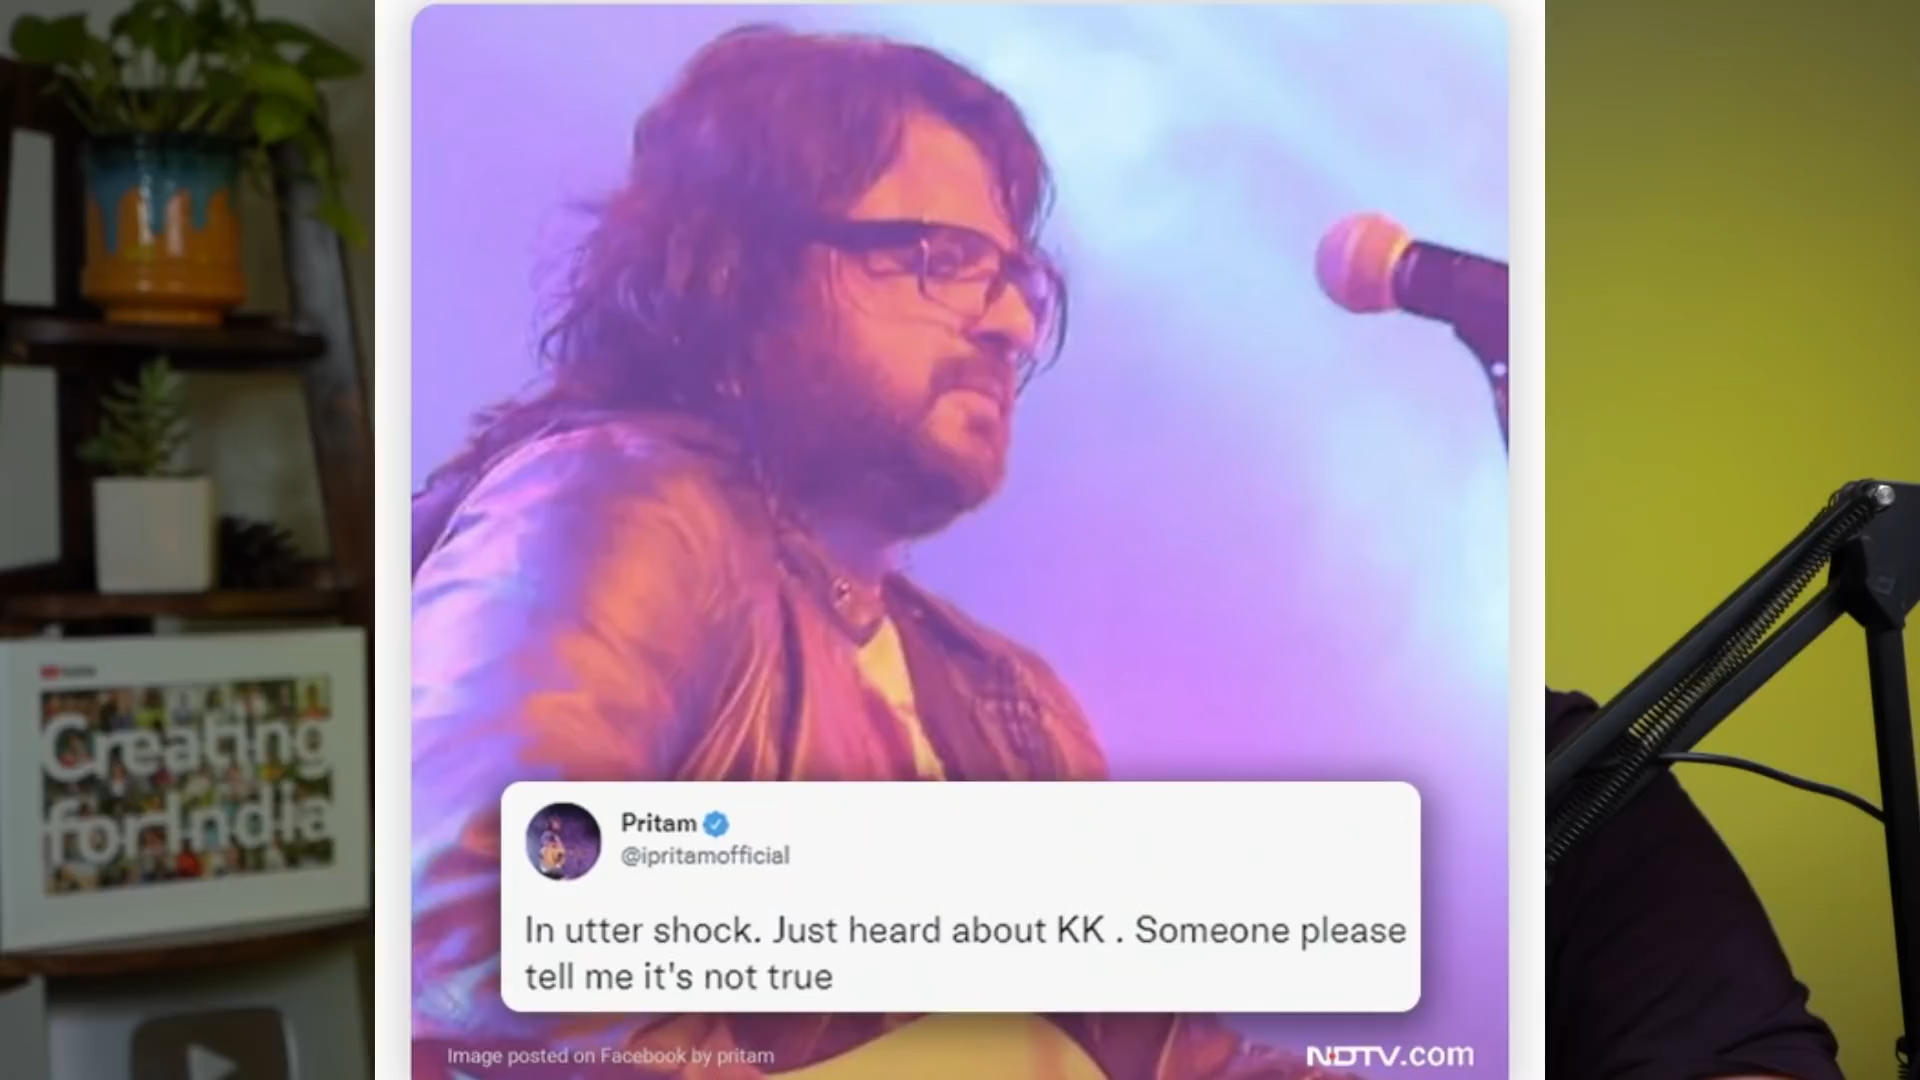 Creating
for India
Pritam
@ipritamofficial
In utter shock. Just heard about KK . Someone please
tell me it's not true
Image posted on Facebook by pritam
NDTV.com